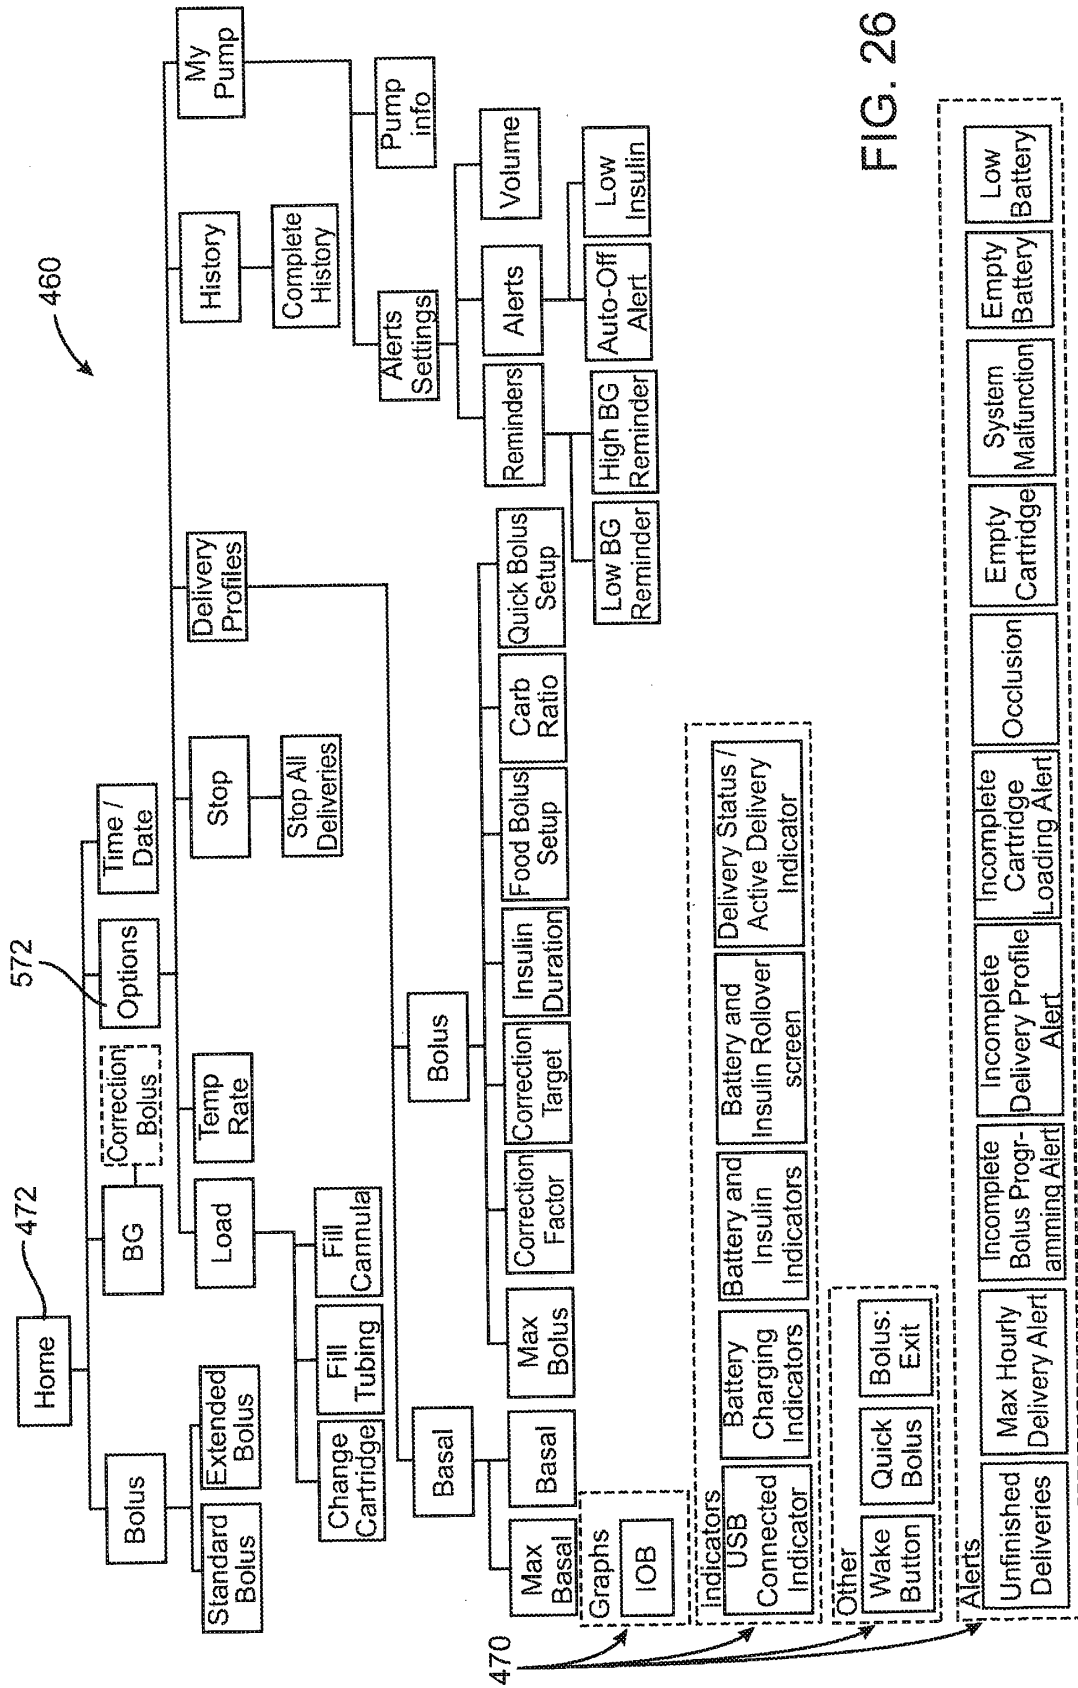 460
472
572
Home
Bolus
BG
Correction
Bolus
Options
Time /
Date
Standard
Bolus
Extended
Bolus
Load
Temp
Rate
Stop
Delivery
Profiles
History
My
Pump
Change
Cartridge
Fill
Tubing
Fill
Cannula
Stop All
Deliveries
Complete
History
Alerts
Settings
Pump
info
Basal
Bolus
Reminders
Alerts
Volume
Max
Basal
Basal
Max
Bolus
Correction
Factor
Correction
Target
Insulin
Duration
Food Bolus
Setup
Carb
Ratio
Quick Bolus
Setup
Low BG
Reminder
High BG
Reminder
Auto-Off
Alert
Low
Insulin
470
Graphs
IOB
Indicators
USB
Connected
Indicator
Battery
Charging
Indicators
Battery and
Insulin
Indicators
Battery and
Insulin Rollover
screen
Delivery Status /
Active Delivery
Indicator
Other
Wake
Button
Quick
Bolus
Bolus:
Exit
FIG. 26
Alerts
Unfinished
Deliveries
Max Hourly
Delivery Alert
Incomplete
Bolus Progr-
amming Alert
Incomplete
Delivery Profile
Alert
Incomplete
Cartridge
Loading Alert
Occlusion
Empty
Cartridge
System
Malfunction
Empty
Battery
Low
Battery